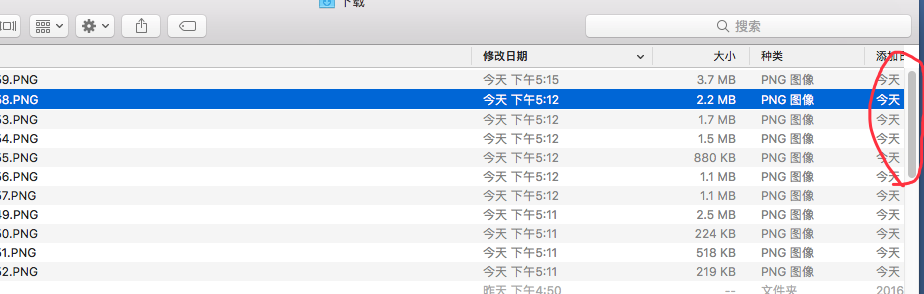 下载
搜索
修改日期 大小 种类 添加日
59.PNG 今天 下午5:15 3.7 MB PNG 图像 今天
58.PNG 今天 下午5:12 2.2 MB PNG 图像 今天
53.PNG 今天 下午5:12 1.7 MB PNG 图像 今天
54.PNG 今天 下午5:12 1.5 MB PNG 图像 今天
55.PNG 今天 下午5:12 880 KB PNG 图像 今天
56.PNG 今天 下午5:12 1.1 MB PNG 图像 今天
57.PNG 今天 下午5:12 1.1 MB PNG 图像 今天
49.PNG 今天 下午5:11 2.5 MB PNG 图像 今天
50.PNG 今天 下午5:11 224 KB PNG 图像 今天
51.PNG 今天 下午5:11 518 KB PNG 图像 今天
52.PNG 今天 下午5:11 219 KB PNG 图像 今天
昨天 下午4:50 -- 文件夹 2016